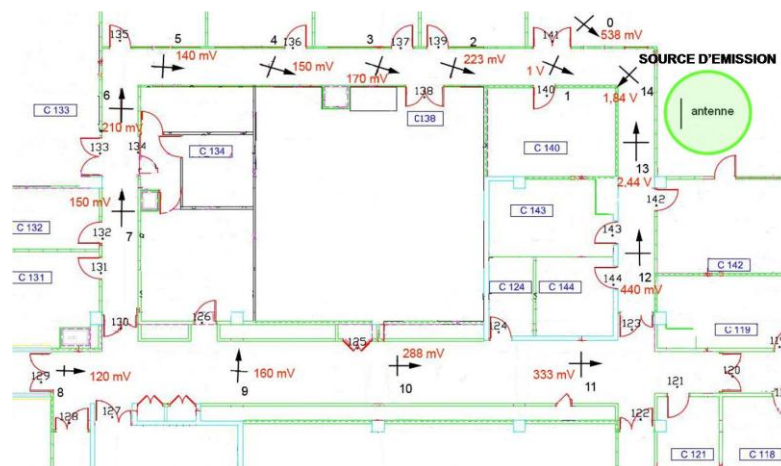 0
5
4
3
2
135
136
137
139
141
538 mV
140 mV
150 mV
170 mV
223 mV
1 V
SOURCE D'EMISSION
6
138
140
1
1,84 V
14
C 133
C138
antenne
210 mV
133
134
C 134
C 140
13
2,44 V
150 mV
142
C 132
132
7
C 143
143
C 131
131
C 142
12
144
440 mV
C 124
C 144
130
126
124
123
C 119
125
288 mV
129
120 mV
160 mV
333 mV
120
8
9
10
11
121
128
127
122
C 121
C 118